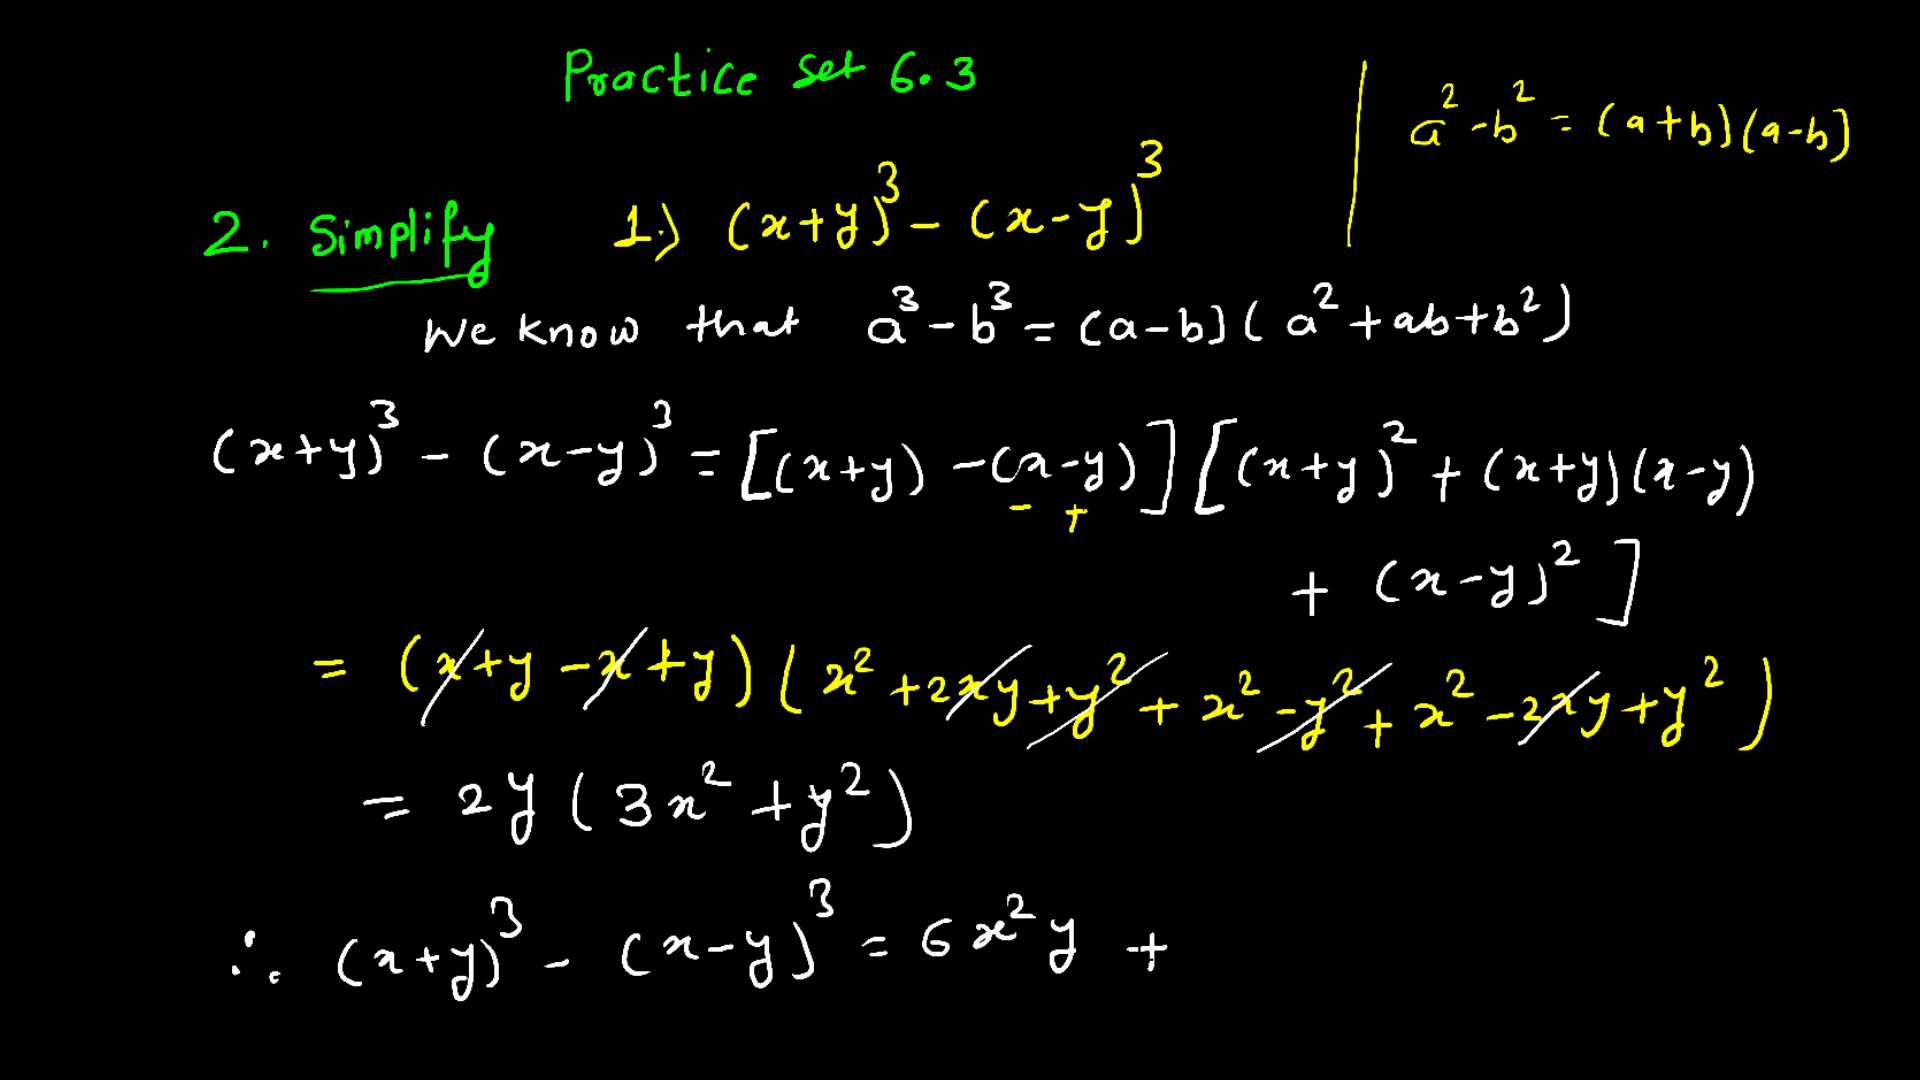 Practice set 6.3
a² - b² = (a+b)(a-b)
2. Simplify 1.) (x+y)³ - (x-y)³
We know that a³ - b³ = (a-b)(a² + ab + b²)
(x+y)³ - (x-y)³ = [(x+y) - (x-y)] [(x+y)² + (x+y)(x-y)
- +
+ (x-y)²]
= (x+y-x+y) (x² + 2xy + y² + x² - y² + x² - 2xy + y²)
= 2y (3x² + y²)
∴ (x+y)³ - (x-y)³ = 6x²y +